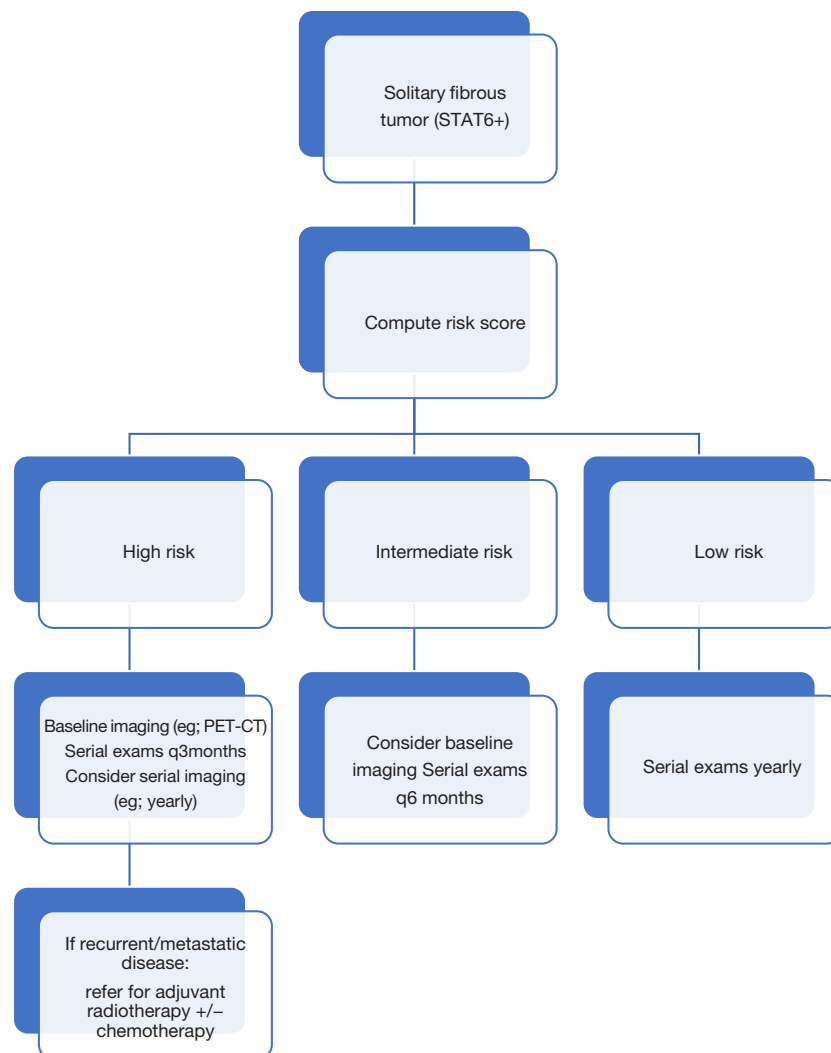 Solitary fibrous
tumor (STAT6+)
Compute risk score
High risk
Intermediate risk
Low risk
Baseline imaging (eg; PET-CT)
Serial exams q3months
Consider serial imaging
(eg; yearly)
Consider baseline
imaging Serial exams
q6 months
Serial exams yearly
If recurrent/metastatic
disease:
refer for adjuvant
radiotherapy +/–
chemotherapy